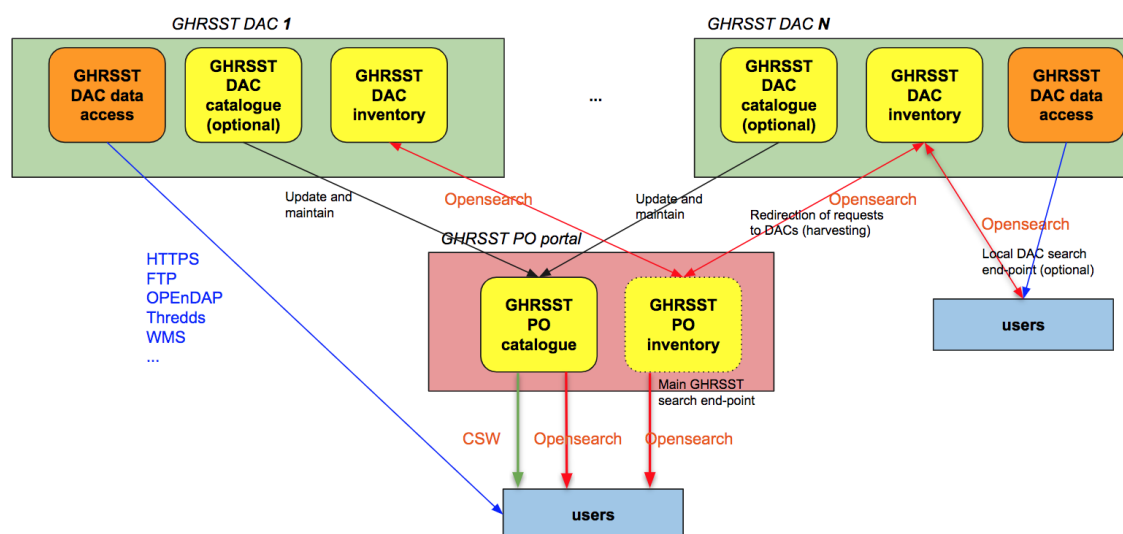 GHRSST DAC 1
GHRSST DAC N
GHRSST
DAC data
access
GHRSST
DAC
catalogue
(optional)
GHRSST
DAC
inventory
...
GHRSST
DAC
catalogue
(optional)
GHRSST
DAC
inventory
GHRSST
DAC data
access
Update and
maintain
Opensearch
Update and
maintain
Opensearch
Redirection of requests
to DACs (harvesting)
Opensearch
Local DAC search
end-point (optional)
GHRSST PO portal
HTTPS
FTP
OPEnDAP
Thredds
WMS
...
GHRSST
PO
catalogue
GHRSST
PO
inventory
users
Main GHRSST
search end-point
CSW
Opensearch
Opensearch
users